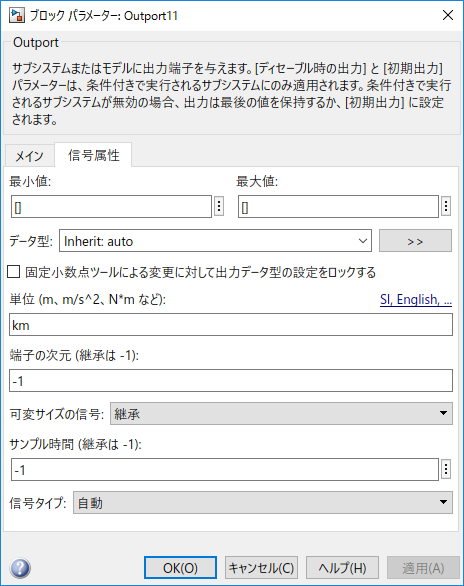 ブロック パラメーター: Outport11
Outport
サブシステムまたはモデルに出力端子を与えます。[ディセーブル時の出力] と [初期出力]
パラメーターは、条件付きで実行されるサブシステムにのみ適用されます。条件付きで実行
されるサブシステムが無効の場合、出力は最後の値を保持するか、[初期出力] に設定
されます。
メイン 信号属性
最小値: 最大値:
[] []
データ型: Inherit: auto >>
固定小数点ツールによる変更に対して出力データ型の設定をロックする
単位 (m、m/s^2、N*m など): SI, English, ...
km
端子の次元 (継承は -1):
-1
可変サイズの信号: 継承
サンプル時間 (継承は -1):
-1
信号タイプ: 自動
? OK(O) キャンセル(C) ヘルプ(H) 適用(A)